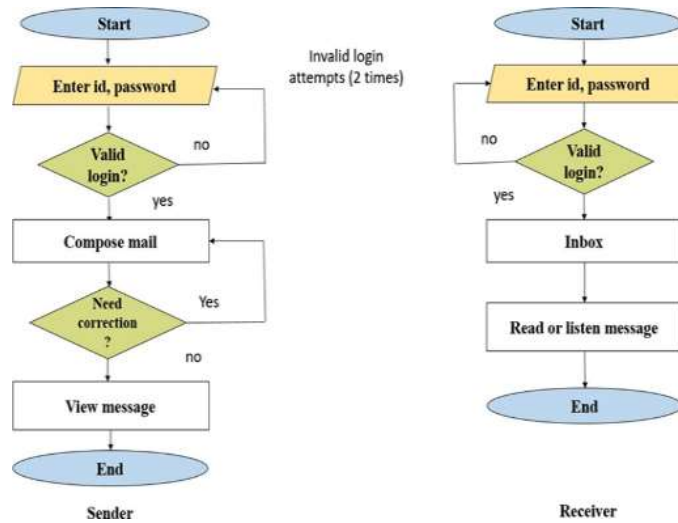 Start
Enter id, password
no
Valid
login?
yes
Compose mail
Need
correction
?
Yes
no
View message
End
Sender
Invalid login
attempts (2 times)
Start
Enter id, password
no
Valid
login?
yes
Inbox
Read or listen message
End
Receiver